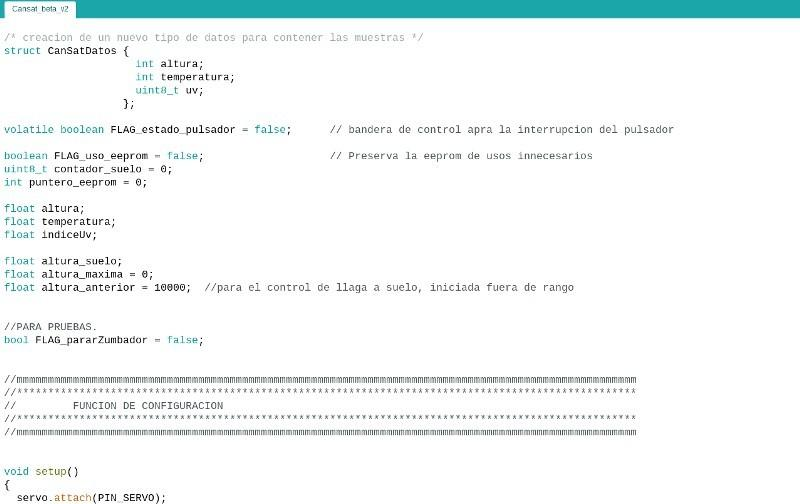 Cansat_beta_v2
/* creacion de un nuevo tipo de datos para contener las muestras */
struct CanSatDatos {
int altura;
int temperatura;
uint8_t uv;
};
volatile boolean FLAG_estado_pulsador = false;      // bandera de control apra la interrupcion del pulsador
boolean FLAG_uso_eeprom = false;                    // Preserva la eeprom de usos innecesarios
uint8_t contador_suelo = 0;
int puntero_eeprom = 0;
float altura;
float temperatura;
float indiceUv;
float altura_suelo;
float altura_maxima = 0;
float altura_anterior = 10000;  //para el control de llaga a suelo, iniciada fuera de rango
//PARA PRUEBAS.
bool FLAG_pararZumbador = false;
//mmmmmmmmmmmmmmmmmmmmmmmmmmmmmmmmmmmmmmmmmmmmmmmmmmmmmmmmmmmmmmmmmmmmmmmmmmmmmmmmmmmmmmmmmmmmmmmmmmm
//***************************************************************************************************
//         FUNCION DE CONFIGURACION
//***************************************************************************************************
//mmmmmmmmmmmmmmmmmmmmmmmmmmmmmmmmmmmmmmmmmmmmmmmmmmmmmmmmmmmmmmmmmmmmmmmmmmmmmmmmmmmmmmmmmmmmmmmmmmm
void setup()
{
servo.attach(PIN_SERVO);